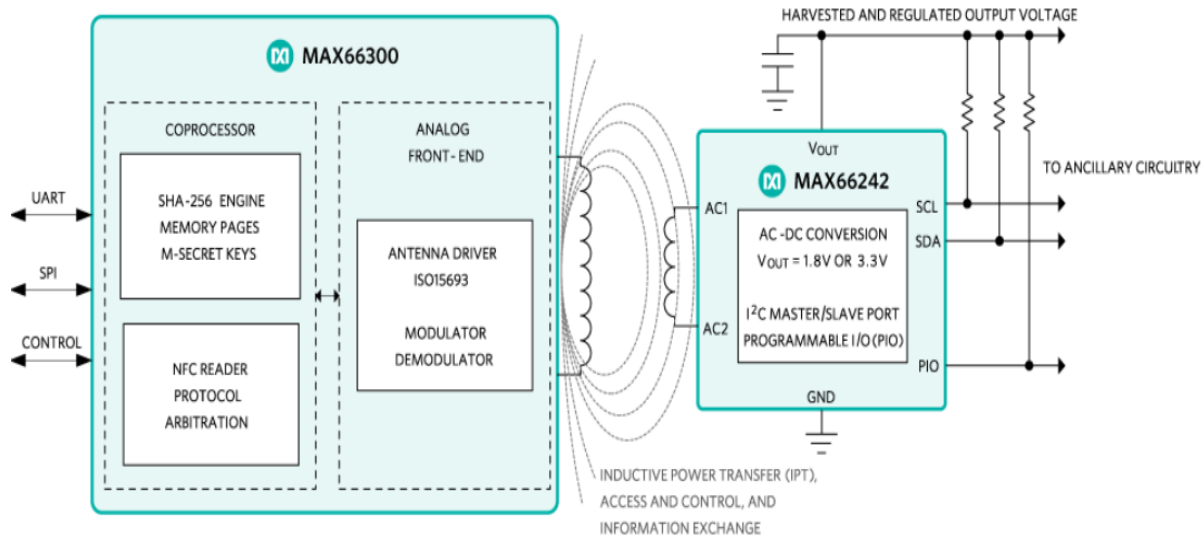 HARVESTED AND REGULATED OUTPUT VOLTAGE
MAX66300
COPROCESSOR
SHA-256 ENGINE
MEMORY PAGES
M-SECRET KEYS
NFC READER
PROTOCOL
ARBITRATION
ANALOG
FRONT-END
ANTENNA DRIVER
ISO15693
MODULATOR
DEMODULATOR
UART
SPI
CONTROL
VOUT
MAX66242
AC1
AC2
AC-DC CONVERSION
VOUT = 1.8V OR 3.3V
I²C MASTER/SLAVE PORT
PROGRAMMABLE I/O (PIO)
SCL
SDA
PIO
GND
TO ANCILLARY CIRCUITRY
INDUCTIVE POWER TRANSFER (IPT),
ACCESS AND CONTROL, AND
INFORMATION EXCHANGE